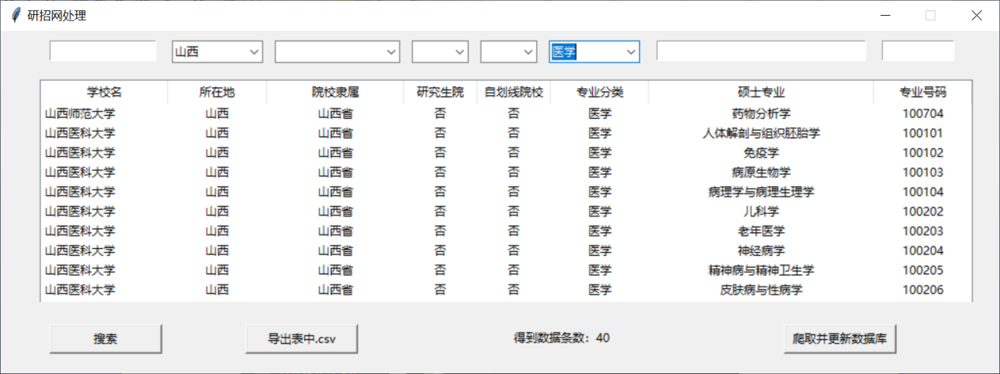 研招网处理
山西 医学
学校名 所在地 院校隶属 研究生院 自划线院校 专业分类 硕士专业 专业号码
山西师范大学 山西 山西省 否 否 医学 药物分析学 100704
山西医科大学 山西 山西省 否 否 医学 人体解剖与组织胚胎学 100101
山西医科大学 山西 山西省 否 否 医学 免疫学 100102
山西医科大学 山西 山西省 否 否 医学 病原生物学 100103
山西医科大学 山西 山西省 否 否 医学 病理学与病理生理学 100104
山西医科大学 山西 山西省 否 否 医学 儿科学 100202
山西医科大学 山西 山西省 否 否 医学 老年医学 100203
山西医科大学 山西 山西省 否 否 医学 神经病学 100204
山西医科大学 山西 山西省 否 否 医学 精神病与精神卫生学 100205
山西医科大学 山西 山西省 否 否 医学 皮肤病与性病学 100206
搜索 导出表中.csv 得到数据条数：40 爬取并更新数据库